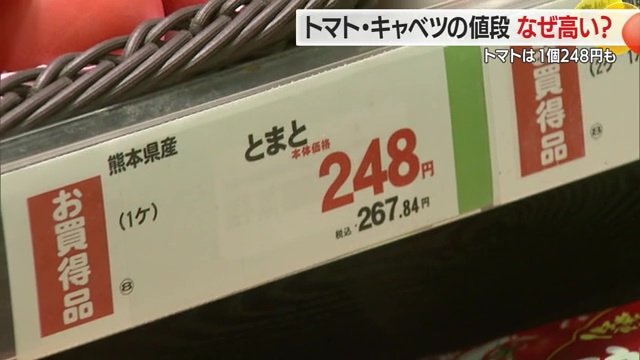 トマト・キャベツの値段 なぜ高い？
トマトは1個248円も
熊本県産
とまと
本体価格
248円
(1ケ)
税込 267.84円
お買得品
⑧
お買得品